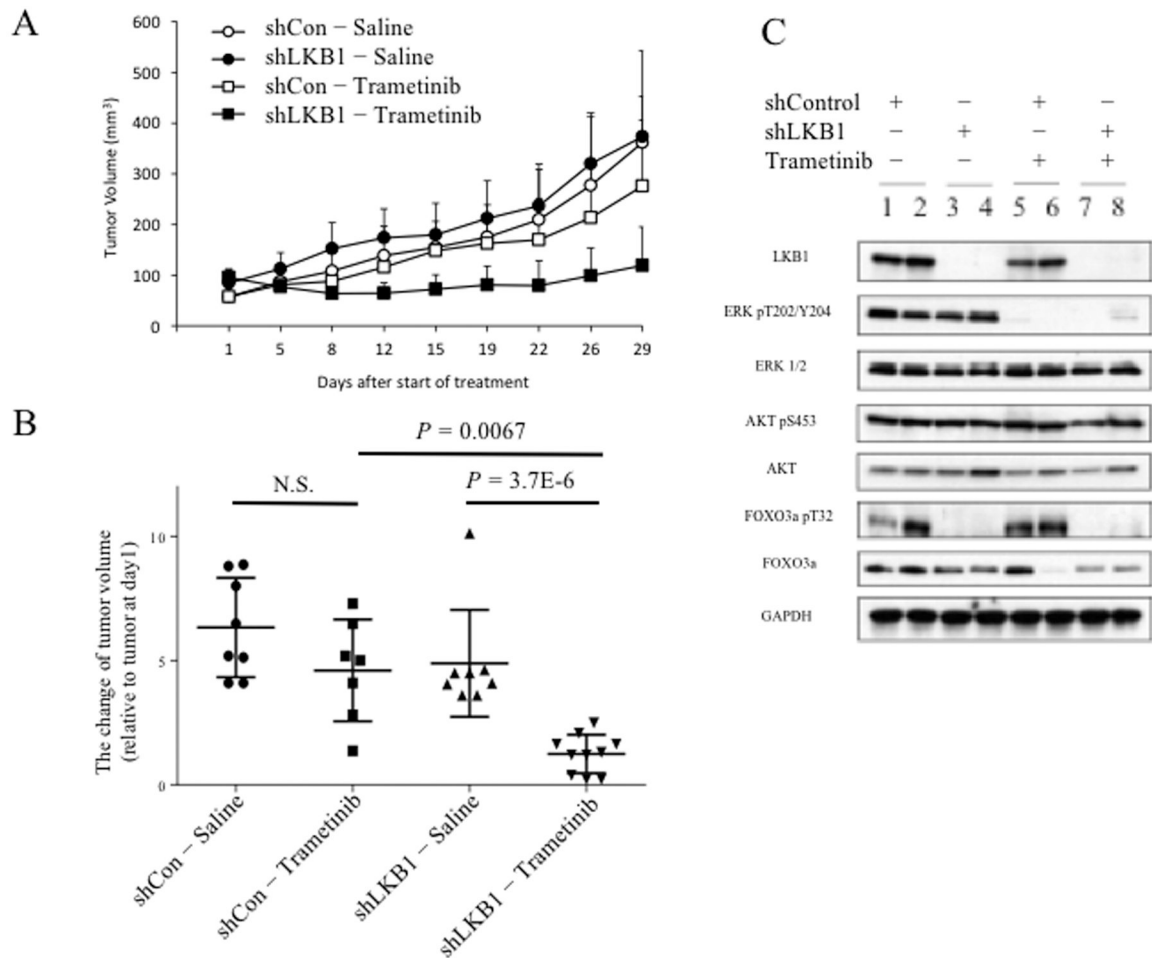 A
600
500
400
300
200
100
0
Tumor Volume (mm³)
shCon – Saline
shLKB1 – Saline
shCon – Trametinib
shLKB1 – Trametinib
1 5 8 12 15 19 22 26 29
Days after start of treatment
B
P = 0.0067
N.S.
P = 3.7E-6
10
5
0
The change of tumor volume
(relative to tumor at day1)
shCon – Saline
shCon – Trametinib
shLKB1 – Saline
shLKB1 – Trametinib
C
shControl + – + –
shLKB1 – + – +
Trametinib – – + +
1 2 3 4 5 6 7 8
LKB1
ERK pT202/Y204
ERK 1/2
AKT pS453
AKT
FOXO3a pT32
FOXO3a
GAPDH